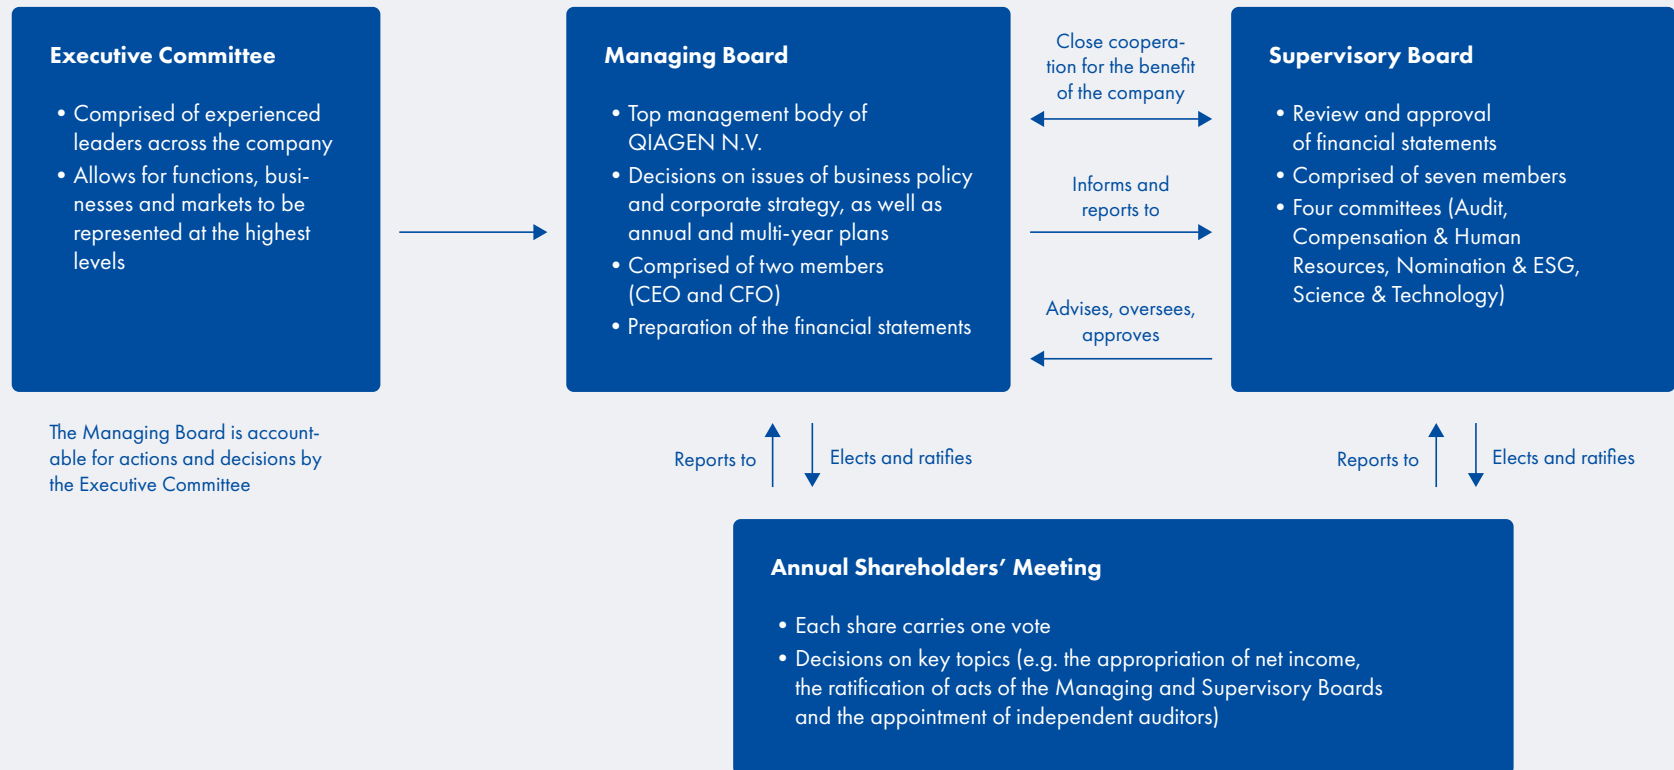 Executive Committee
• Comprised of experienced
leaders across the company
• Allows for functions, busi-
nesses and markets to be
represented at the highest
levels
The Managing Board is account-
able for actions and decisions by
the Executive Committee
Managing Board
• Top management body of
QIAGEN N.V.
• Decisions on issues of business policy
and corporate strategy, as well as
annual and multi-year plans
• Comprised of two members
(CEO and CFO)
• Preparation of the financial statements
Close coopera-
tion for the benefit
of the company
Informs and
reports to
Advises, oversees,
approves
Supervisory Board
• Review and approval
of financial statements
• Comprised of seven members
• Four committees (Audit,
Compensation & Human
Resources, Nomination & ESG,
Science & Technology)
Reports to
Elects and ratifies
Reports to
Elects and ratifies
Annual Shareholders’ Meeting
• Each share carries one vote
• Decisions on key topics (e.g. the appropriation of net income,
the ratification of acts of the Managing and Supervisory Boards
and the appointment of independent auditors)